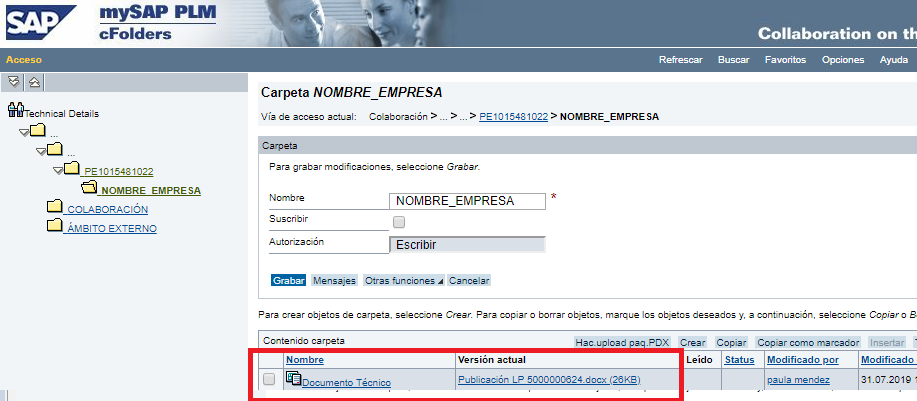 SAP
mySAP PLM
cFolders
Collaboration on th
Acceso
Refrescar Buscar Favoritos Opciones Ayuda
Technical Details
...
...
PE1015481022
NOMBRE_EMPRESA
COLABORACIÓN
ÁMBITO EXTERNO
Carpeta NOMBRE_EMPRESA
Vía de acceso actual: Colaboración > ... > ... > PE1015481022 > NOMBRE_EMPRESA
Carpeta
Para grabar modificaciones, seleccione Grabar.
Nombre NOMBRE_EMPRESA *
Suscribir
Autorización Escribir
Grabar Mensajes Otras funciones Cancelar
Para crear objetos de carpeta, seleccione Crear. Para copiar o borrar objetos, marque los objetos deseados y, a continuación, seleccione Copiar o B
Contenido carpeta Hac.upload paq.PDX Crear Copiar Copiar como marcador Insertar T
Nombre Versión actual Leído Status Modificado por Modificado
Documento Técnico Publicación LP 5000000624.docx (26KB) paula mendez 31.07.2019 1